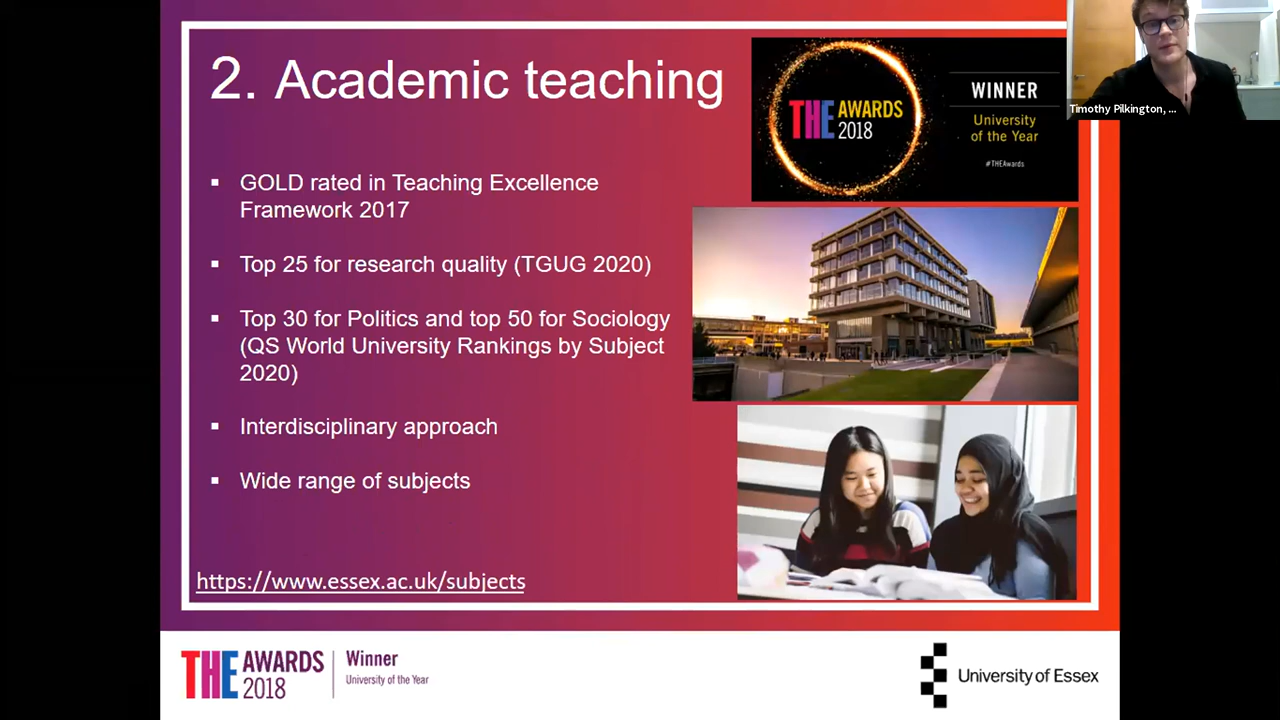 2. Academic teaching
▪ GOLD rated in Teaching Excellence
Framework 2017
▪ Top 25 for research quality (TGUG 2020)
▪ Top 30 for Politics and top 50 for Sociology
(QS World University Rankings by Subject
2020)
▪ Interdisciplinary approach
▪ Wide range of subjects
https://www.essex.ac.uk/subjects
THE AWARDS
2018
WINNER
University
of the Year
#THEAwards
Timothy Pilkington, ...
THE AWARDS
2018
Winner
University of the Year
University of Essex